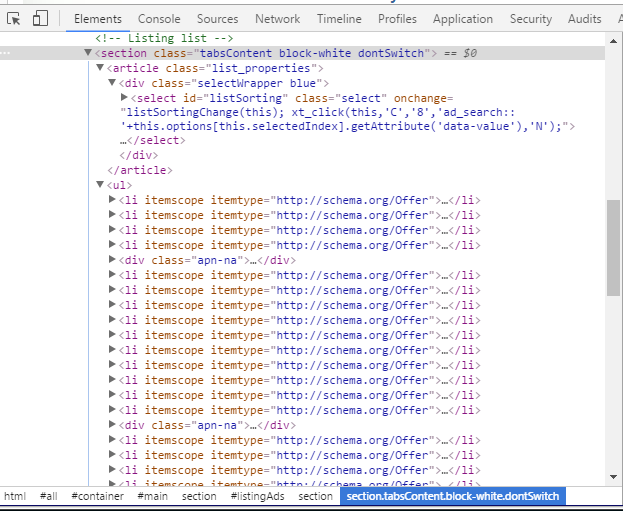 Elements Console Sources Network Timeline Profiles Application Security Audits
<!-- Listing list -->
<section class="tabsContent block-white dontSwitch"> == $0
<article class="list_properties">
<div class="selectWrapper blue">
<select id="listSorting" class="select" onchange=
"listSortingChange(this); xt_click(this,'C','8','ad_search::
'+this.options[this.selectedIndex].getAttribute('data-value'),'N');">
…</select>
</div>
</article>
<ul>
<li itemscope itemtype="http://schema.org/Offer">…</li>
<li itemscope itemtype="http://schema.org/Offer">…</li>
<li itemscope itemtype="http://schema.org/Offer">…</li>
<li itemscope itemtype="http://schema.org/Offer">…</li>
<div class="apn-na">…</div>
<li itemscope itemtype="http://schema.org/Offer">…</li>
<li itemscope itemtype="http://schema.org/Offer">…</li>
<li itemscope itemtype="http://schema.org/Offer">…</li>
<li itemscope itemtype="http://schema.org/Offer">…</li>
<li itemscope itemtype="http://schema.org/Offer">…</li>
<li itemscope itemtype="http://schema.org/Offer">…</li>
<li itemscope itemtype="http://schema.org/Offer">…</li>
<li itemscope itemtype="http://schema.org/Offer">…</li>
<li itemscope itemtype="http://schema.org/Offer">…</li>
<li itemscope itemtype="http://schema.org/Offer">…</li>
<div class="apn-na">…</div>
<li itemscope itemtype="http://schema.org/Offer">…</li>
<li itemscope itemtype="http://schema.org/Offer">…</li>
<li itemscope itemtype="http://schema.org/Offer">…</li>
<li itemscope itemtype="http://schema.org/Offer">…</li>
html #all #container #main section #listingAds section section.tabsContent.block-white.dontSwitch